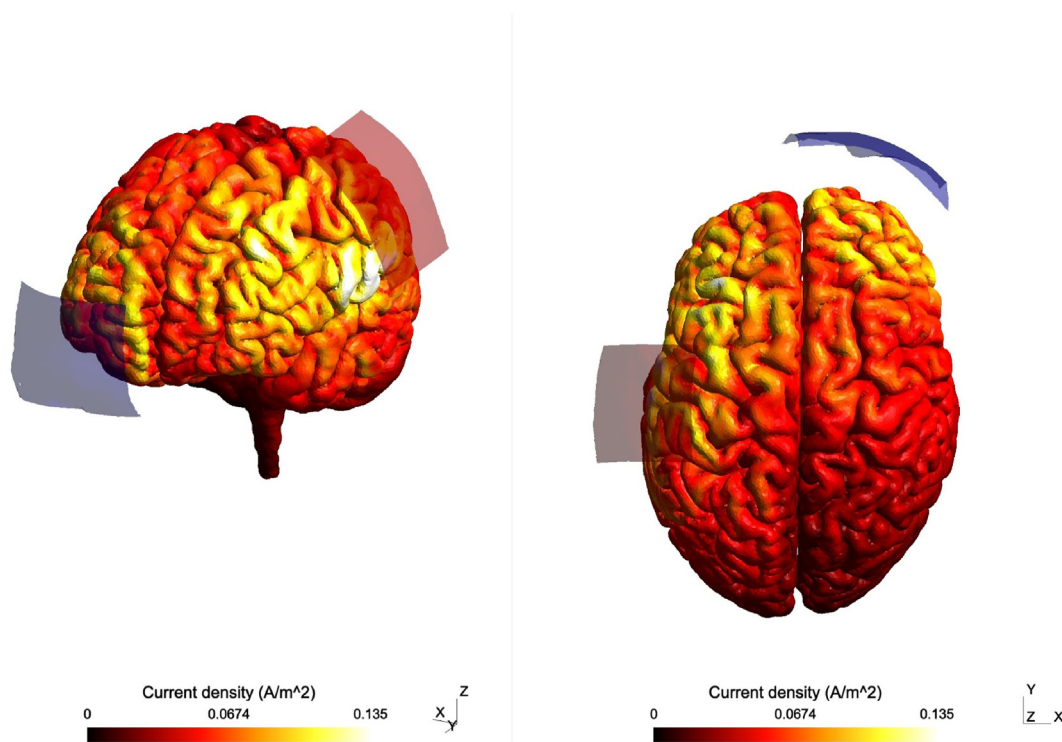 Current density (A/m^2)
0 0.0674 0.135
Z
X
Y
Current density (A/m^2)
0 0.0674 0.135
Y
Z X